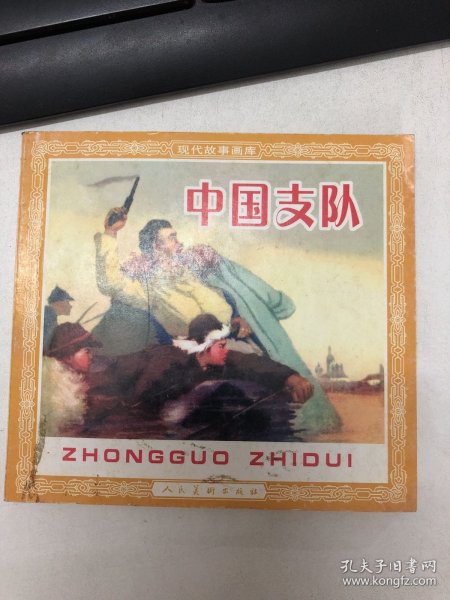 现代故事画库
中国支队
ZHONGGUO ZHIDUI
人民美术出版社
孔夫子旧书网
www.kongfz.com